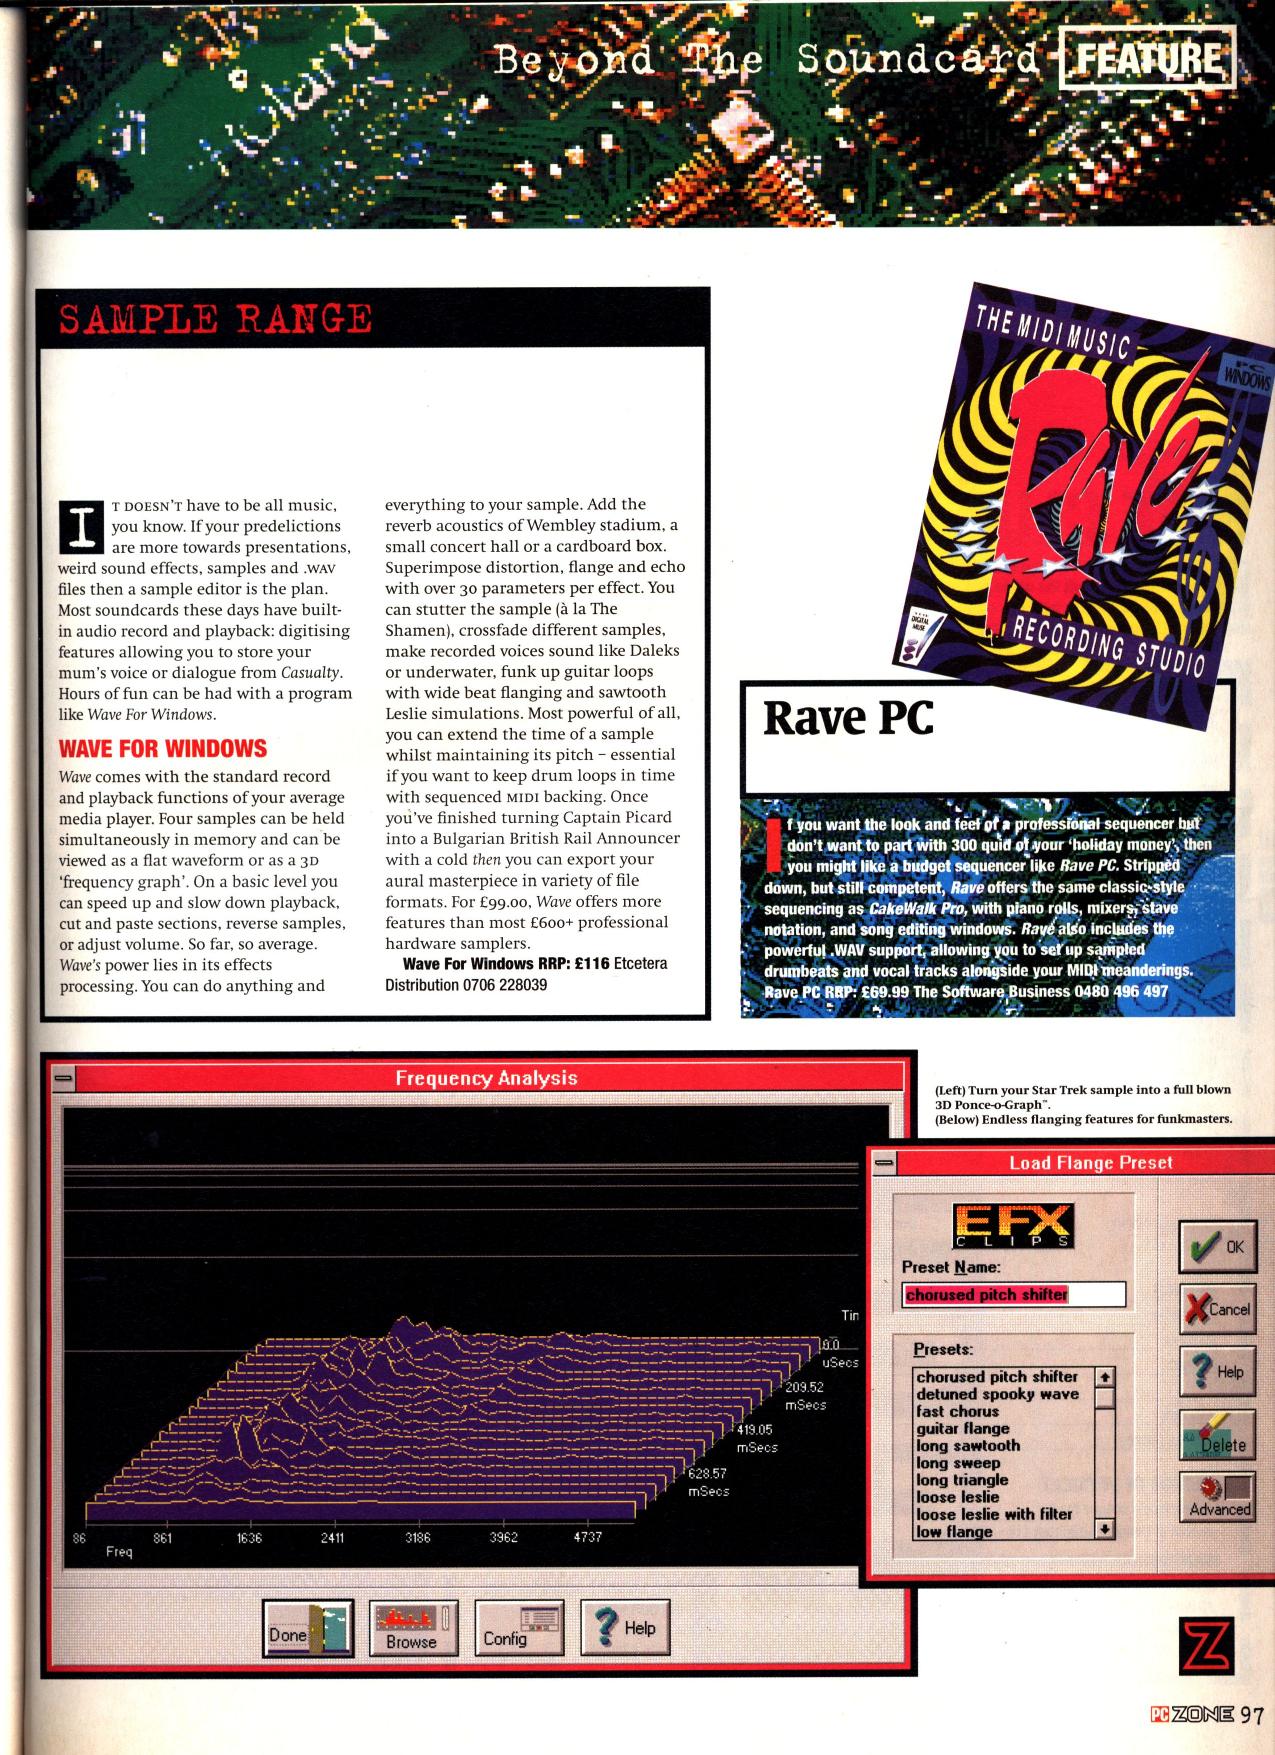 Beyond The Soundcard FEATURE
Roland
SAMPLE RANGE
IT DOESN'T have to be all music,
you know. If your predelictions
are more towards presentations,
weird sound effects, samples and .WAV
files then a sample editor is the plan.
Most soundcards these days have built-
in audio record and playback: digitising
features allowing you to store your
mum's voice or dialogue from Casualty.
Hours of fun can be had with a program
like Wave For Windows.
WAVE FOR WINDOWS
Wave comes with the standard record
and playback functions of your average
media player. Four samples can be held
simultaneously in memory and can be
viewed as a flat waveform or as a 3D
'frequency graph'. On a basic level you
can speed up and slow down playback,
cut and paste sections, reverse samples,
or adjust volume. So far, so average.
Wave's power lies in its effects
processing. You can do anything and
everything to your sample. Add the
reverb acoustics of Wembley stadium, a
small concert hall or a cardboard box.
Superimpose distortion, flange and echo
with over 30 parameters per effect. You
can stutter the sample (à la The
Shamen), crossfade different samples,
make recorded voices sound like Daleks
or underwater, funk up guitar loops
with wide beat flanging and sawtooth
Leslie simulations. Most powerful of all,
you can extend the time of a sample
whilst maintaining its pitch – essential
if you want to keep drum loops in time
with sequenced MIDI backing. Once
you've finished turning Captain Picard
into a Bulgarian British Rail Announcer
with a cold then you can export your
aural masterpiece in variety of file
formats. For £99.00, Wave offers more
features than most £600+ professional
hardware samplers.
Wave For Windows RRP: £116 Etcetera
Distribution 0706 228039
THE MIDI MUSIC
PC WINDOWS
Rave
DIGITAL MUSE
RECORDING STUDIO
Rave PC
If you want the look and feel of a professional sequencer but
don't want to part with 300 quid of your 'holiday money', then
you might like a budget sequencer like Rave PC. Stripped
down, but still competent, Rave offers the same classic-style
sequencing as CakeWalk Pro, with piano rolls, mixers, stave
notation, and song editing windows. Rave also includes the
powerful .WAV support, allowing you to set up sampled
drumbeats and vocal tracks alongside your MIDI meanderings.
Rave PC RRP: £69.99 The Software Business 0480 496 497
(Left) Turn your Star Trek sample into a full blown
3D Ponce-o-Graph™.
(Below) Endless flanging features for funkmasters.
Frequency Analysis
Tim
0.0
uSecs
209.52
mSecs
419.05
mSecs
628.57
mSecs
86 861 1636 2411 3186 3962 4737
Freq
Done Browse Config Help
Load Flange Preset
EFX
CLIPS
Preset Name:
chorused pitch shifter
Presets:
chorused pitch shifter
detuned spooky wave
fast chorus
guitar flange
long sawtooth
long sweep
long triangle
loose leslie
loose leslie with filter
low flange
OK
Cancel
Help
Delete
Advanced
Z
PC ZONE 97